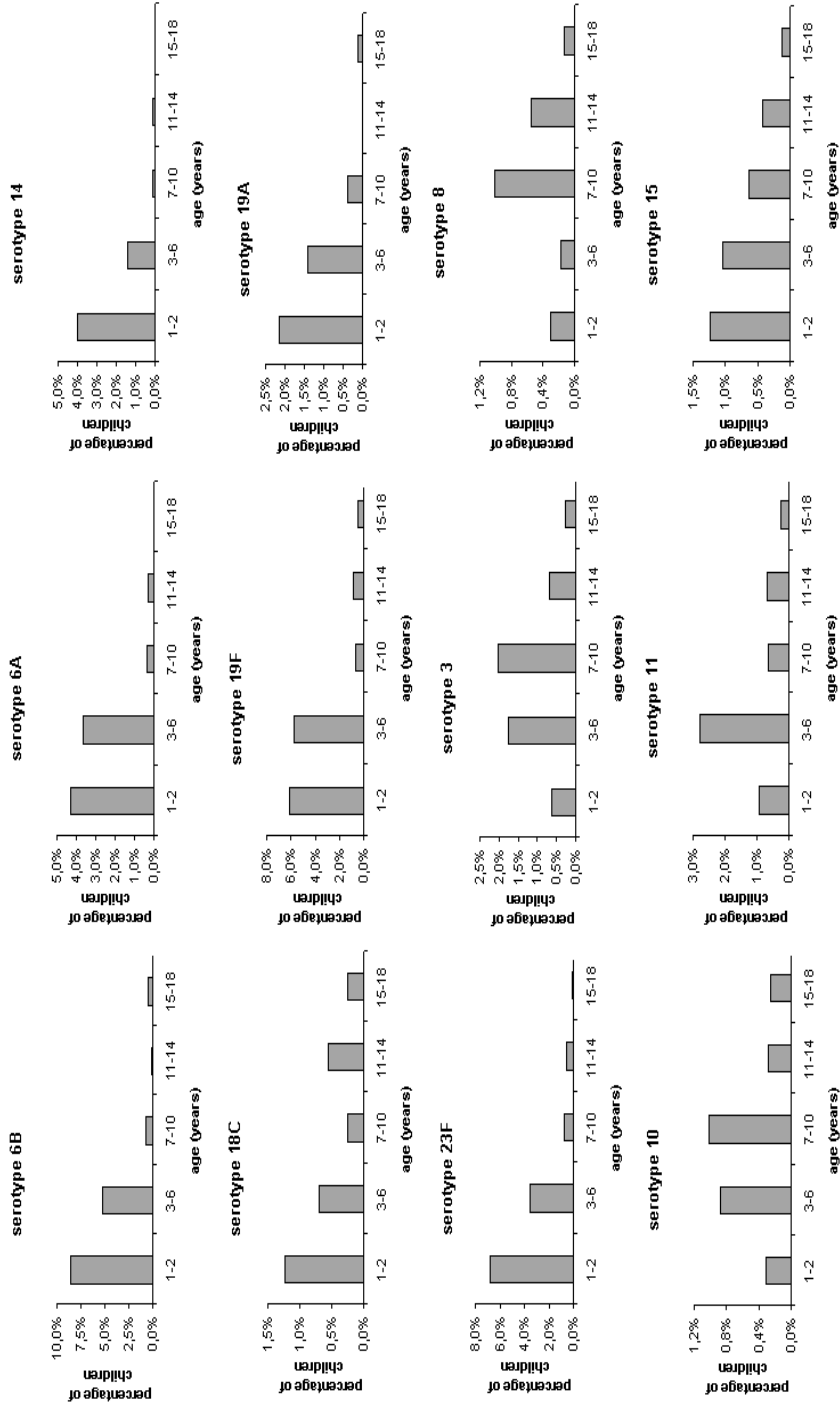 serotype 6B
percentage of
children
10,0%
7,5%
5,0%
2,5%
0,0%
1-2 3-6 7-10 11-14 15-18
age (years)
serotype 6A
percentage of
children
5,0%
4,0%
3,0%
2,0%
1,0%
0,0%
1-2 3-6 7-10 11-14 15-18
age (years)
serotype 14
percentage of
children
5,0%
4,0%
3,0%
2,0%
1,0%
0,0%
1-2 3-6 7-10 11-14 15-18
age (years)
serotype 18C
percentage of
children
1,5%
1,0%
0,5%
0,0%
1-2 3-6 7-10 11-14 15-18
age (years)
serotype 19F
percentage of
children
8,0%
6,0%
4,0%
2,0%
0,0%
1-2 3-6 7-10 11-14 15-18
age (years)
serotype 19A
percentage of
children
2,5%
2,0%
1,5%
1,0%
0,5%
0,0%
1-2 3-6 7-10 11-14 15-18
age (years)
serotype 23F
percentage of
children
8,0%
6,0%
4,0%
2,0%
0,0%
1-2 3-6 7-10 11-14 15-18
age (years)
serotype 3
percentage of
children
2,5%
2,0%
1,5%
1,0%
0,5%
0,0%
1-2 3-6 7-10 11-14 15-18
age (years)
serotype 8
percentage of
children
1,2%
0,8%
0,4%
0,0%
1-2 3-6 7-10 11-14 15-18
age (years)
serotype 10
percentage of
children
1,2%
0,8%
0,4%
0,0%
1-2 3-6 7-10 11-14 15-18
age (years)
serotype 11
percentage of
children
3,0%
2,0%
1,0%
0,0%
1-2 3-6 7-10 11-14 15-18
age (years)
serotype 15
percentage of
children
1,5%
1,0%
0,5%
0,0%
1-2 3-6 7-10 11-14 15-18
age (years)